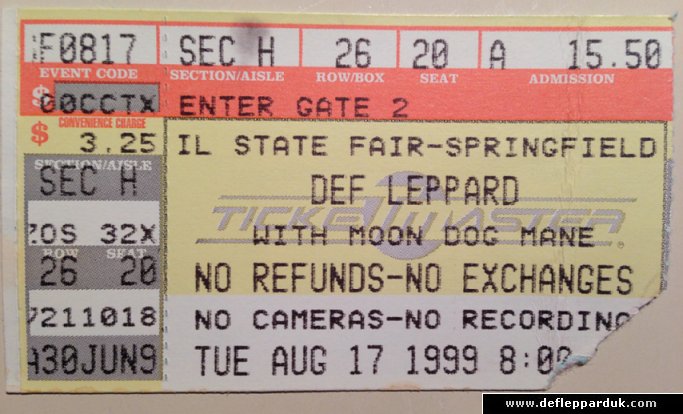 :F0817 SEC H 26 20 A 15.50
EVENT CODE SECTION/AISLE ROW/BOX SEAT ADMISSION
$ 00CCTX ENTER GATE 2
$ CONVENIENCE CHARGE
3.25 IL STATE FAIR-SPRINGFIELD
SECTION/AISLE
SEC H DEF LEPPARD
TICKETMASTER ®
ZOS 32X WITH MOON DOG MANE
ROW SEAT
26 20 NO REFUNDS-NO EXCHANGES
7211018 NO CAMERAS-NO RECORDING
A30JUN9 TUE AUG 17 1999 8:00
www.deflepparduk.com